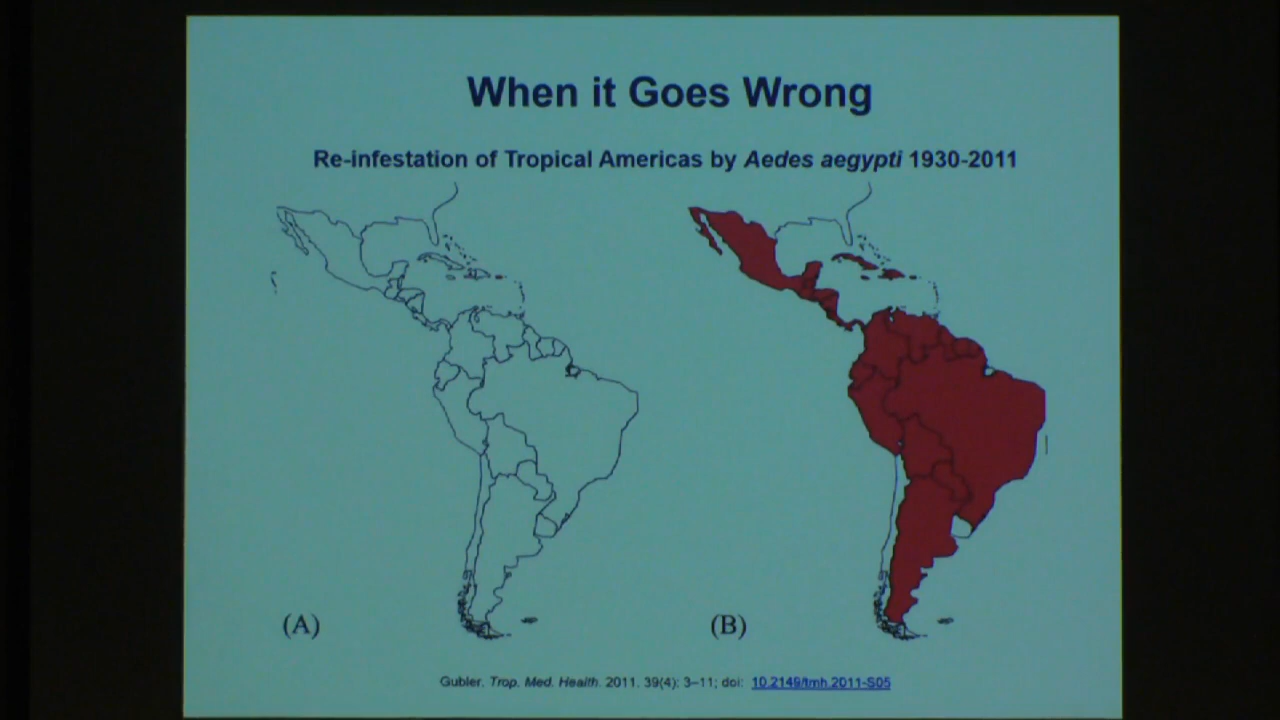 When it Goes Wrong
Re-infestation of Tropical Americas by Aedes aegypti 1930-2011
(A)
(B)
Gubler. Trop. Med. Health. 2011. 39(4): 3–11; doi: 10.2149/tmh.2011-S05